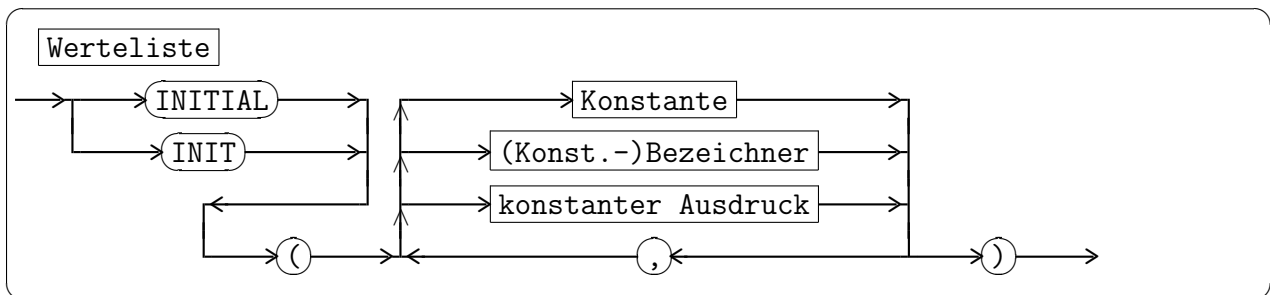 Werteliste
INITIAL Konstante
INIT (Konst.-)Bezeichner
konstanter Ausdruck
( , )